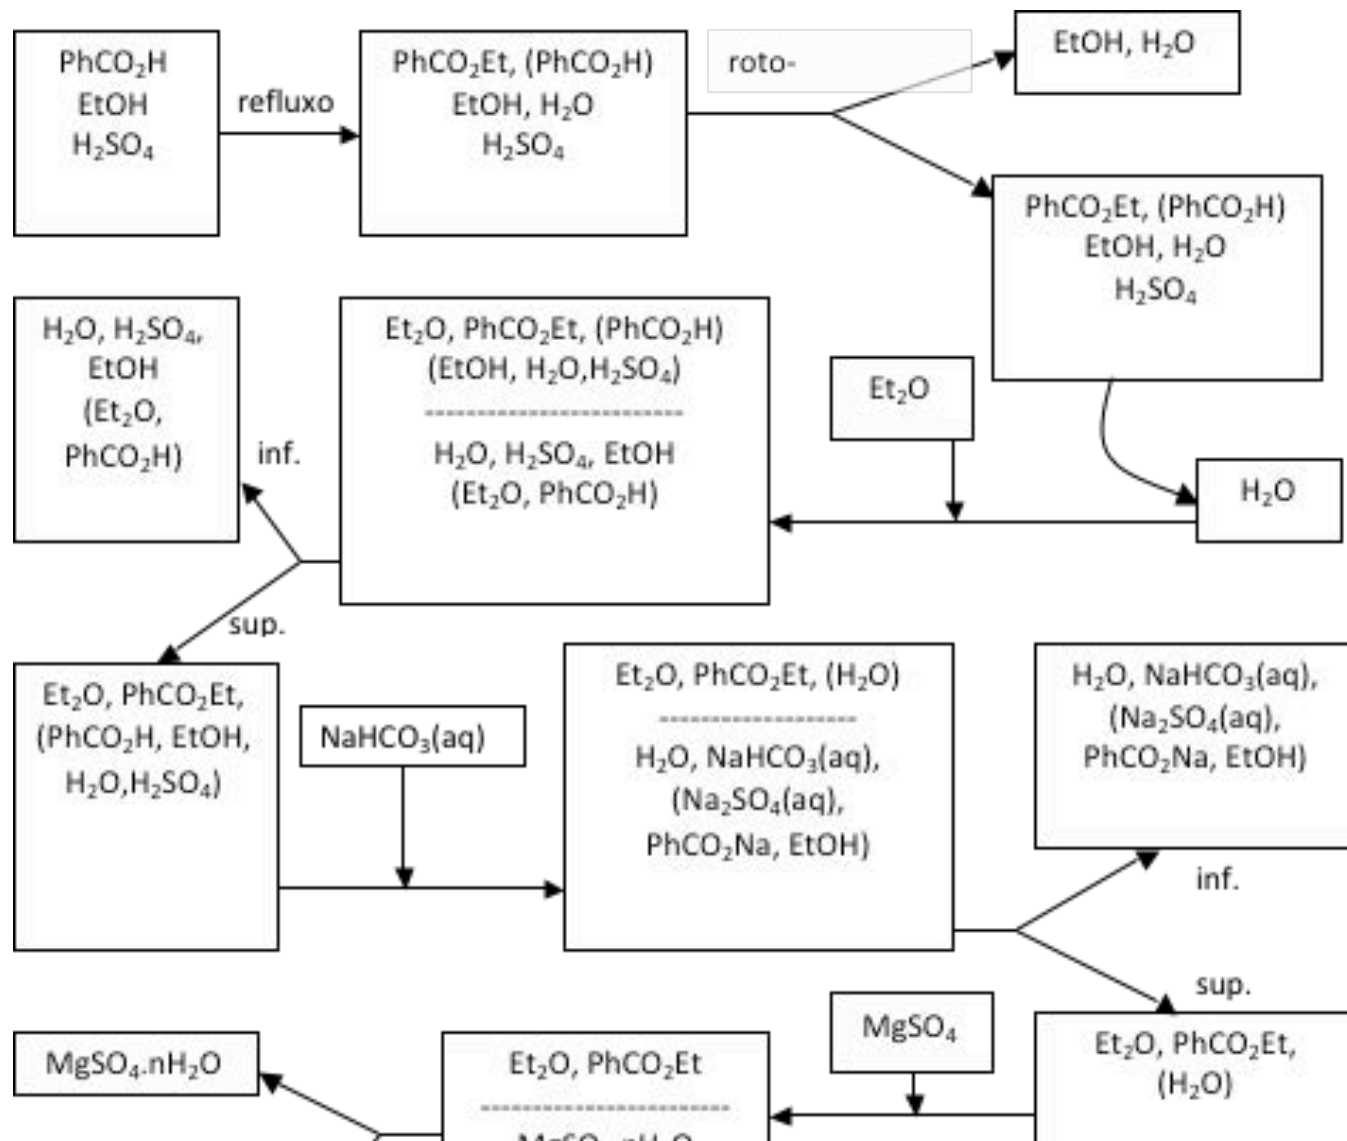 PhCO₂H
EtOH
H₂SO₄
refluxo
PhCO₂Et, (PhCO₂H)
EtOH, H₂O
H₂SO₄
roto-
EtOH, H₂O
PhCO₂Et, (PhCO₂H)
EtOH, H₂O
H₂SO₄
H₂O
Et₂O
Et₂O, PhCO₂Et, (PhCO₂H)
(EtOH, H₂O,H₂SO₄)
-------------------------
H₂O, H₂SO₄, EtOH
(Et₂O, PhCO₂H)
inf.
H₂O, H₂SO₄,
EtOH
(Et₂O,
PhCO₂H)
sup.
Et₂O, PhCO₂Et,
(PhCO₂H, EtOH,
H₂O,H₂SO₄)
NaHCO₃(aq)
Et₂O, PhCO₂Et, (H₂O)
-------------------
H₂O, NaHCO₃(aq),
(Na₂SO₄(aq),
PhCO₂Na, EtOH)
H₂O, NaHCO₃(aq),
(Na₂SO₄(aq),
PhCO₂Na, EtOH)
inf.
sup.
Et₂O, PhCO₂Et,
(H₂O)
MgSO₄
Et₂O, PhCO₂Et
------------------------
MgSO₄.nH₂O
MgSO₄.nH₂O